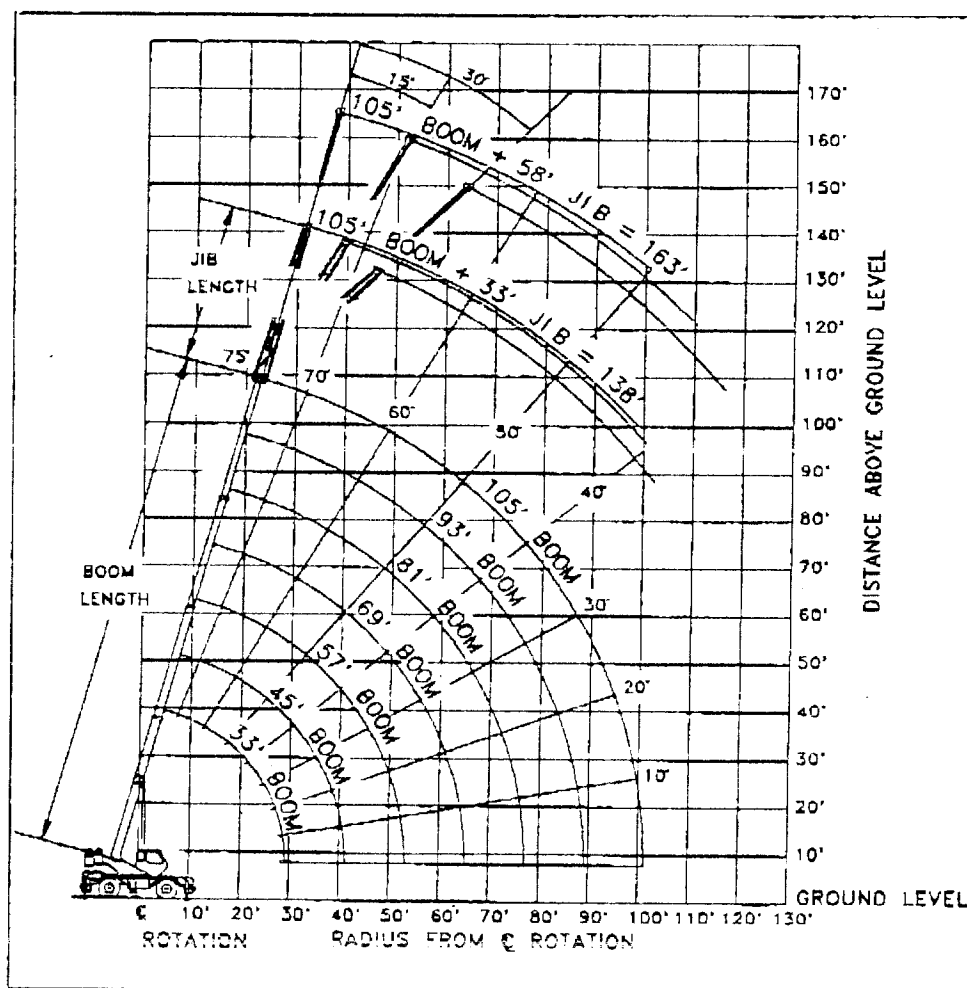 15°
30°
105' BOOM + 58' JIB = 163'
105' BOOM + 33' JIB = 138'
JIB
LENGTH
75°
70°
60°
50°
40°
30°
20°
10°
105' BOOM
93' BOOM
81' BOOM
69' BOOM
57' BOOM
45' BOOM
33' BOOM
BOOM
LENGTH
170'
160'
150'
140'
130'
120'
110'
100'
90'
80'
70'
60'
50'
40'
30'
20'
10'
DISTANCE ABOVE GROUND LEVEL
GROUND LEVEL
℄ 10' 20' 30' 40' 50' 60' 70' 80' 90' 100' 110' 120' 130'
ROTATION
RADIUS FROM ℄ ROTATION